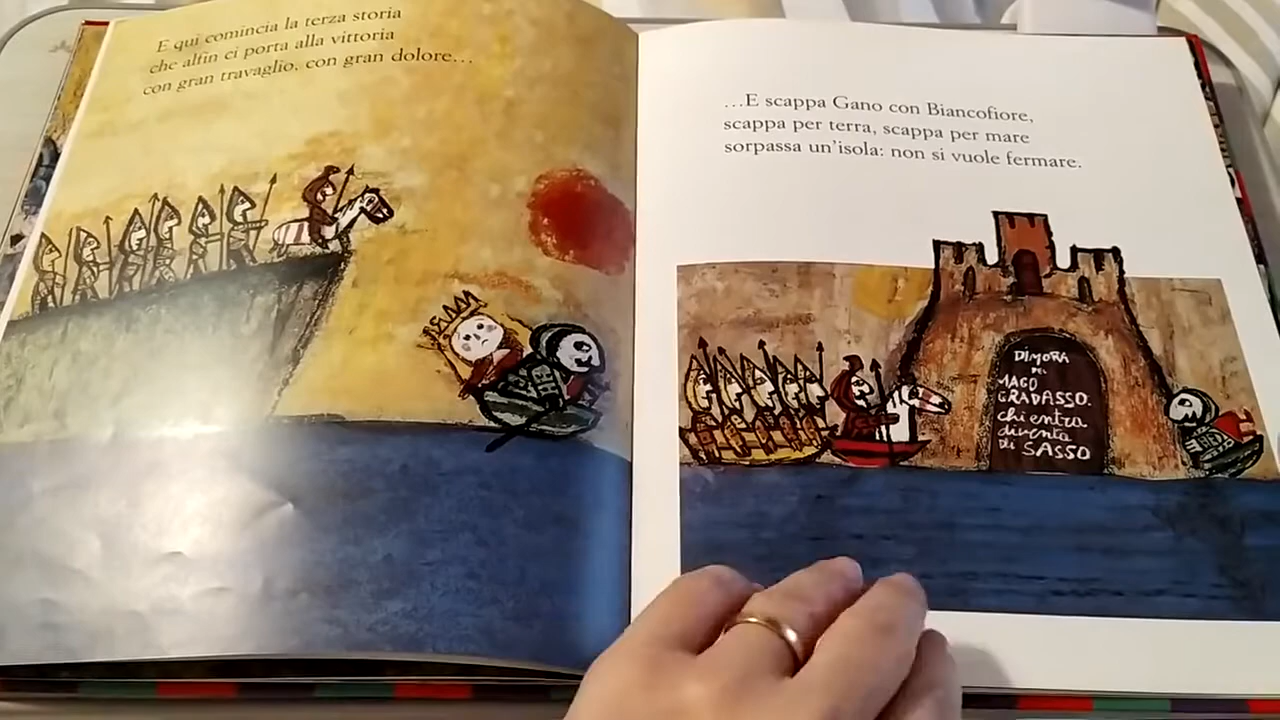 E qui comincia la terza storia
che alfin ci porta alla vittoria
con gran travaglio, con gran dolore…
…E scappa Gano con Biancofiore,
scappa per terra, scappa per mare
sorpassa un'isola: non si vuole fermare.
DIMORA
DEL
MAGO
GRADASSO.
chi entra
diventa
DI SASSO